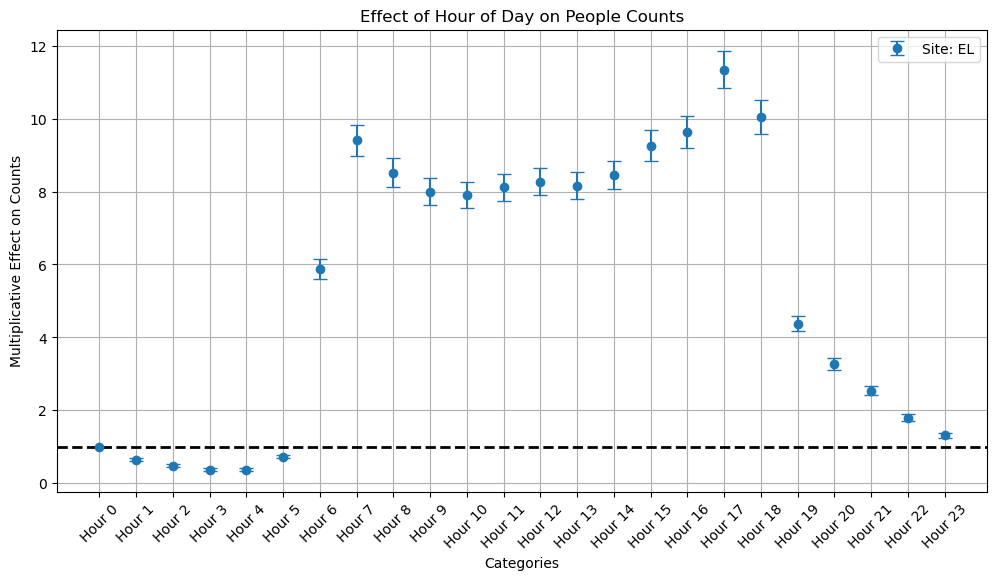 Effect of Hour of Day on People Counts
Multiplicative Effect on Counts
12
10
8
6
4
2
0
Site: EL
Hour 0
Hour 1
Hour 2
Hour 3
Hour 4
Hour 5
Hour 6
Hour 7
Hour 8
Hour 9
Hour 10
Hour 11
Hour 12
Hour 13
Hour 14
Hour 15
Hour 16
Hour 17
Hour 18
Hour 19
Hour 20
Hour 21
Hour 22
Hour 23
Categories